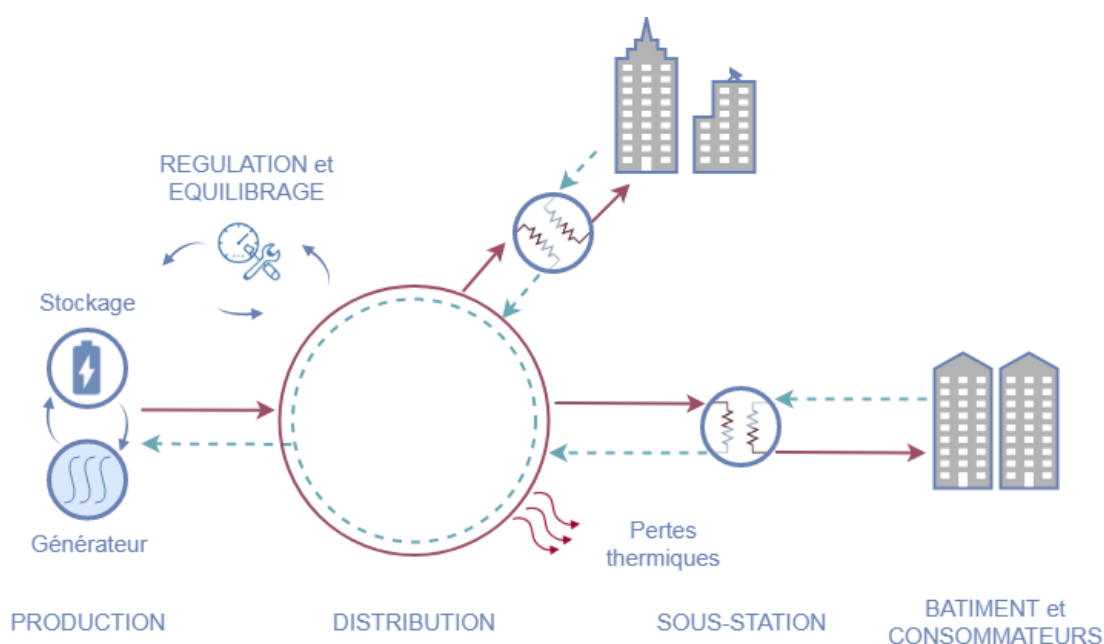 REGULATION et
EQUILIBRAGE
Stockage
Générateur
Pertes
thermiques
PRODUCTION
DISTRIBUTION
SOUS-STATION
BATIMENT et
CONSOMMATEURS